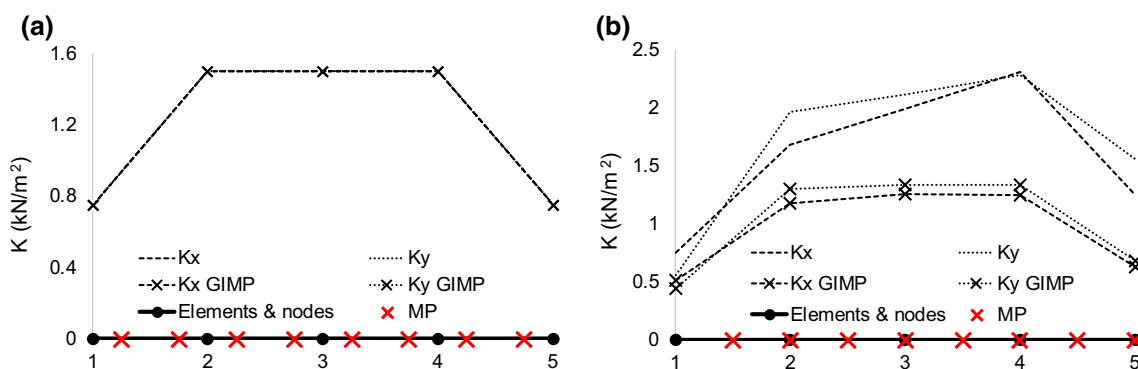 (a)
K (kN/m²)
1.6
1.2
0.8
0.4
0
Kx Ky
Kx GIMP Ky GIMP
Elements & nodes MP
1 2 3 4 5
(b)
K (kN/m²)
2.5
2
1.5
1
0.5
0
Kx Ky
Kx GIMP Ky GIMP
Elements & nodes MP
1 2 3 4 5